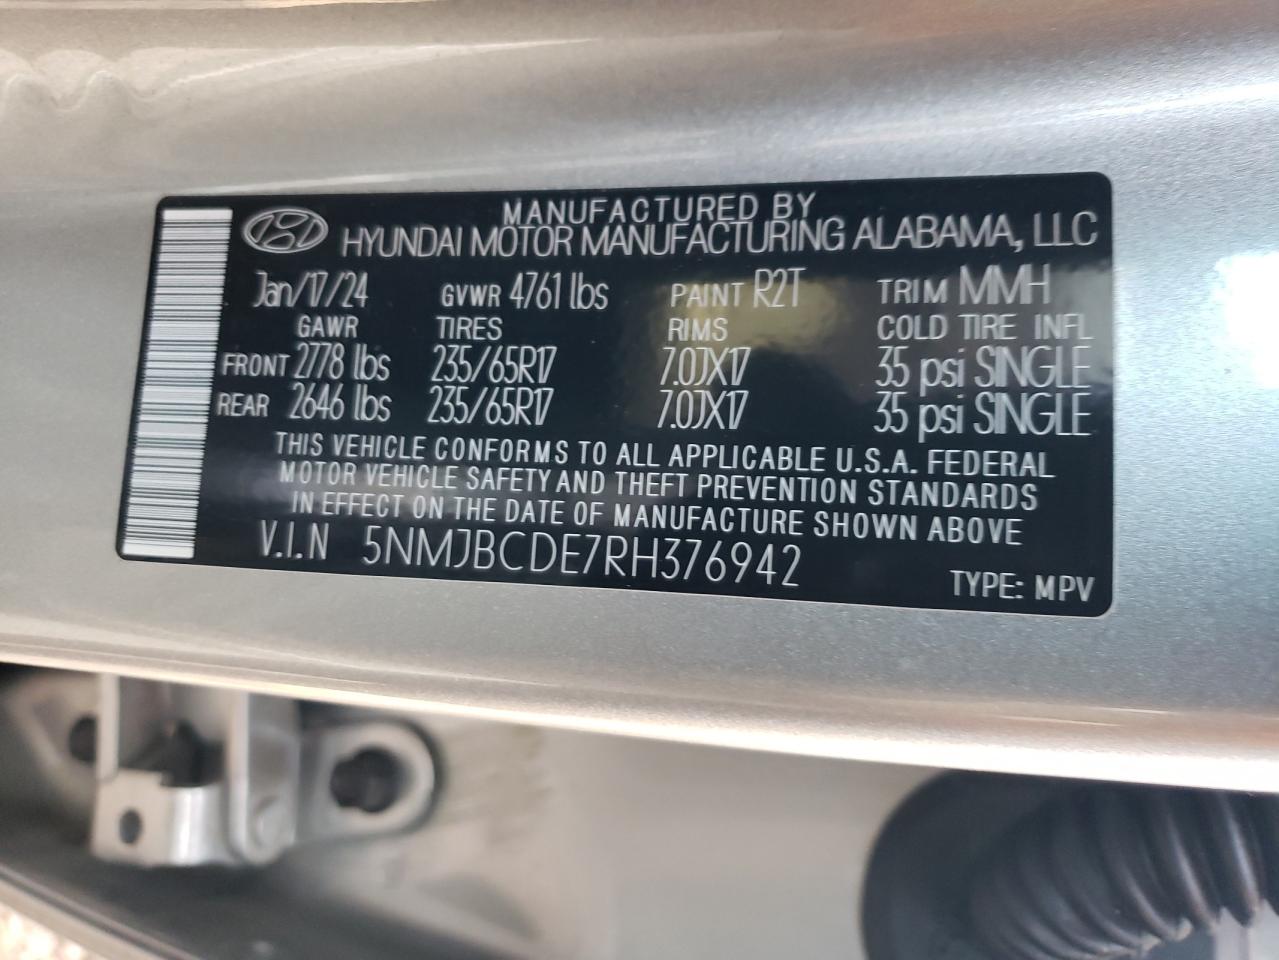 MANUFACTURED BY
HYUNDAI MOTOR MANUFACTURING ALABAMA, LLC
Jan/17/24 GVWR 4761 lbs PAINT R2T TRIM MMH
GAWR TIRES RIMS COLD TIRE INFL
FRONT 2778 lbs 235/65R17 7.0JX17 35 psi SINGLE
REAR 2646 lbs 235/65R17 7.0JX17 35 psi SINGLE
THIS VEHICLE CONFORMS TO ALL APPLICABLE U.S.A. FEDERAL
MOTOR VEHICLE SAFETY AND THEFT PREVENTION STANDARDS
IN EFFECT ON THE DATE OF MANUFACTURE SHOWN ABOVE
V.I.N 5NMJBCDE7RH376942
TYPE: MPV